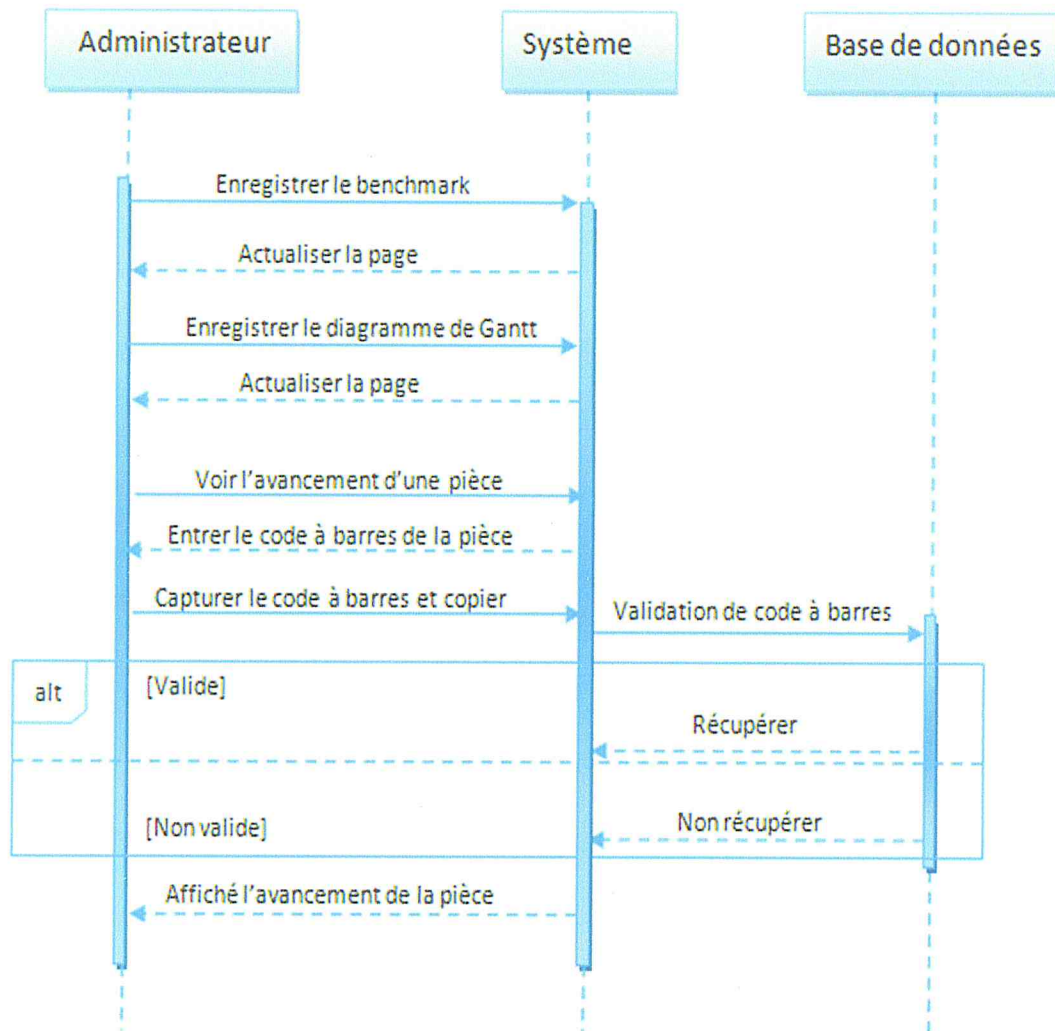 Administrateur
Système
Base de données
Enregistrer le benchmark
Actualiser la page
Enregistrer le diagramme de Gantt
Actualiser la page
Voir l'avancement d'une pièce
Entrer le code à barres de la pièce
Capturer le code à barres et copier
Validation de code à barres
alt
[Valide]
Récupérer
[Non valide]
Non récupérer
Affiché l'avancement de la pièce